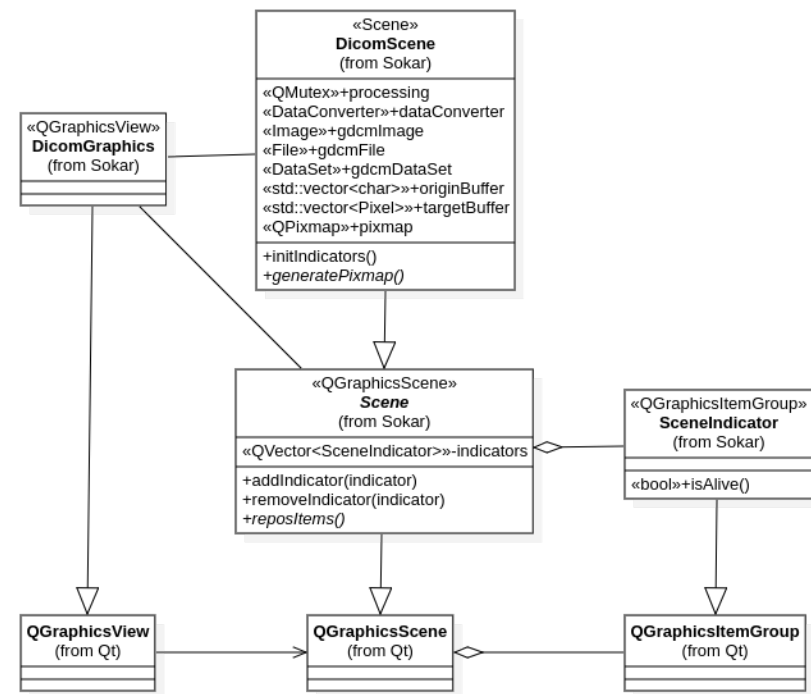 «Scene»
DicomScene
(from Sokar)
«QMutex»+processing
«DataConverter»+dataConverter
«Image»+gdcmImage
«File»+gdcmFile
«DataSet»+gdcmDataSet
«std::vector<char>»+originBuffer
«std::vector<Pixel>»+targetBuffer
«QPixmap»+pixmap
+initIndicators()
+generatePixmap()
«QGraphicsView»
DicomGraphics
(from Sokar)
«QGraphicsScene»
Scene
(from Sokar)
«QVector<SceneIndicator>»-indicators
+addIndicator(indicator)
+removeIndicator(indicator)
+reposItems()
«QGraphicsItemGroup»
SceneIndicator
(from Sokar)
«bool»+isAlive()
QGraphicsView
(from Qt)
QGraphicsScene
(from Qt)
QGraphicsItemGroup
(from Qt)